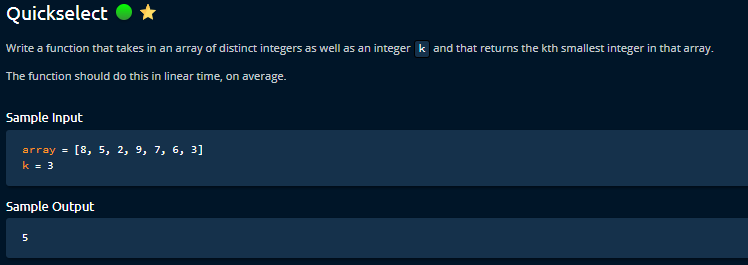 Quickselect
Write a function that takes in an array of distinct integers as well as an integer k and that returns the kth smallest integer in that array.
The function should do this in linear time, on average.
Sample Input
array = [8, 5, 2, 9, 7, 6, 3]
k = 3
Sample Output
5